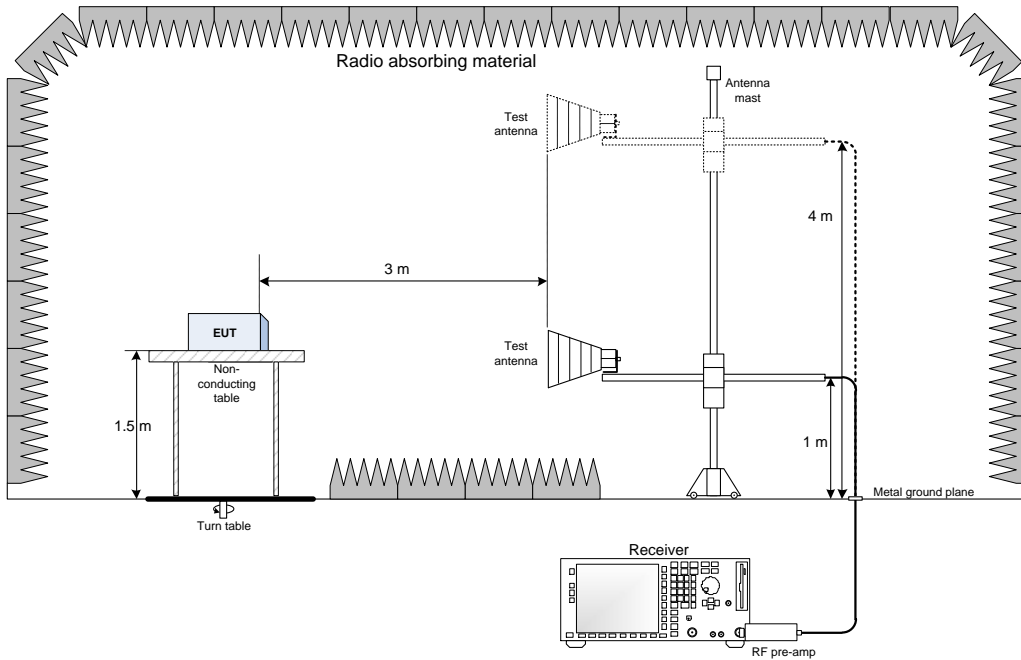 Radio absorbing material
Antenna
mast
Test
antenna
4 m
3 m
EUT
Test
antenna
Non-
conducting
table
1.5 m
1 m
Metal ground plane
Turn table
Receiver
RF pre-amp